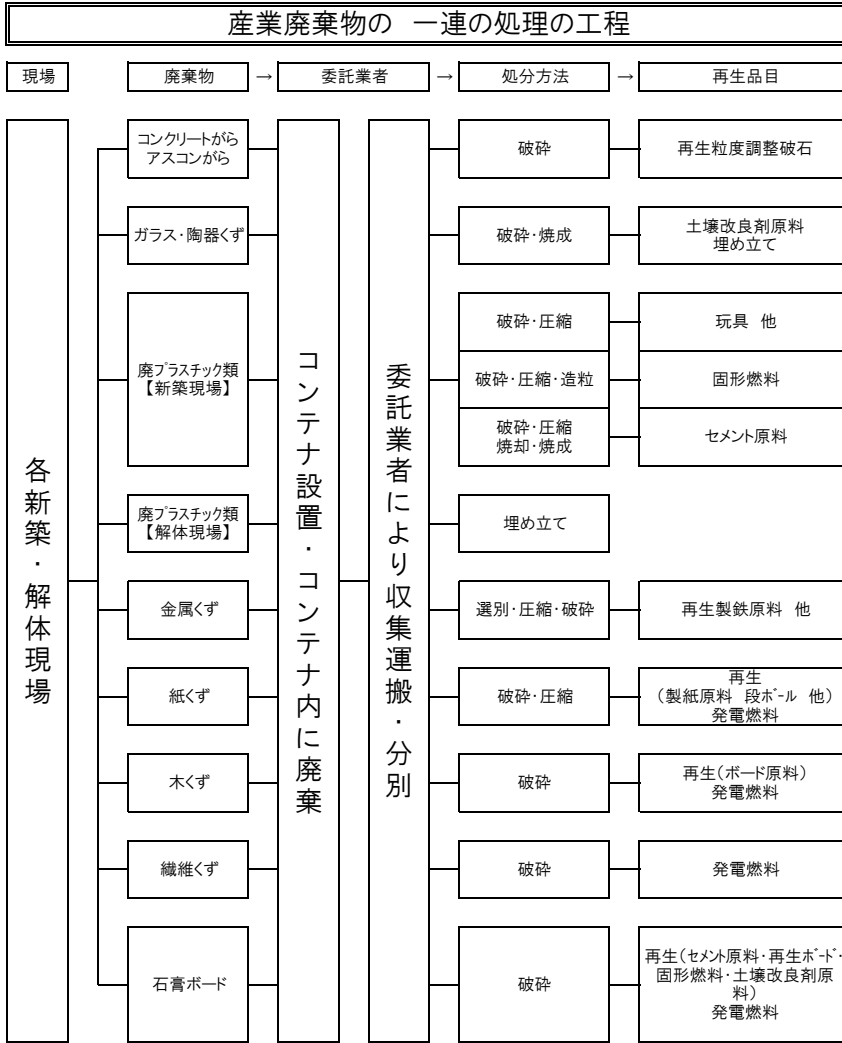 産業廃棄物の 一連の処理の工程
現場
廃棄物
→
委託業者
→
処分方法
→
再生品目
各新築・解体現場
コンクリートがら
アスコンがら
ガラス・陶器くず
廃プラスチック類
【新築現場】
廃プラスチック類
【解体現場】
金属くず
紙くず
木くず
繊維くず
石膏ボード
コンテナ設置・コンテナ内に廃棄
委託業者により収集運搬・分別
破砕
再生粒度調整破石
破砕・焼成
土壌改良剤原料
埋め立て
破砕・圧縮
玩具 他
破砕・圧縮・造粒
固形燃料
破砕・圧縮
焼却・焼成
セメント原料
埋め立て
選別・圧縮・破砕
再生製鉄原料 他
破砕・圧縮
再生
(製紙原料 段ボール 他)
発電燃料
破砕
再生(ボード原料)
発電燃料
破砕
発電燃料
破砕
再生(セメント原料・再生ボード・
固形燃料・土壌改良剤原
料)
発電燃料